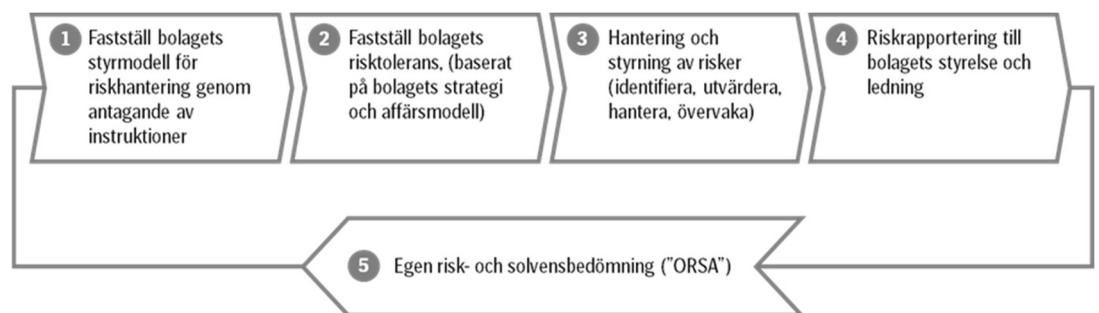 1 Fastställ bolagets
styrmodell för
riskhantering genom
antagande av
instruktioner
2 Fastställ bolagets
risktolerans, (baserat
på bolagets strategi
och affärsmodell)
3 Hantering och
styrning av risker
(identifiera, utvärdera,
hantera, övervaka)
4 Riskrapportering till
bolagets styrelse och
ledning
5 Egen risk- och solvensbedömning (”ORSA”)